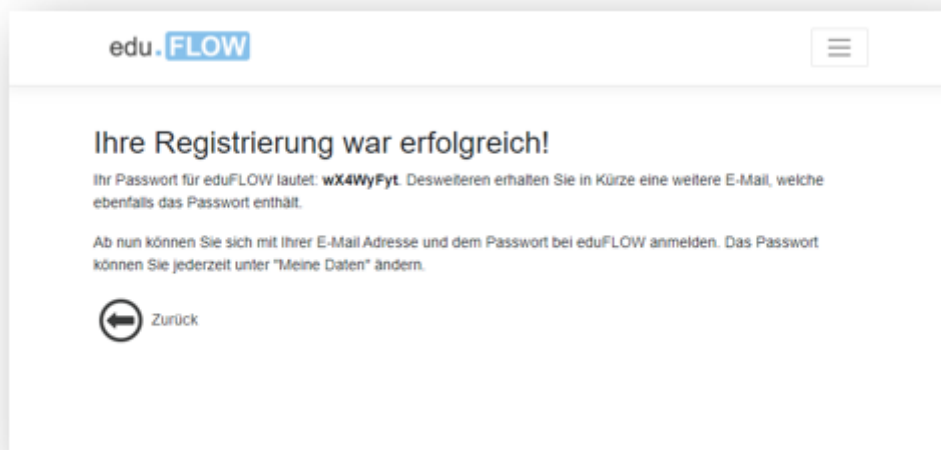 edu.FLOW
Ihre Registrierung war erfolgreich!
Ihr Passwort für eduFLOW lautet: wX4WyFyt. Desweiteren erhalten Sie in Kürze eine weitere E-Mail, welche
ebenfalls das Passwort enthält.
Ab nun können Sie sich mit Ihrer E-Mail Adresse und dem Passwort bei eduFLOW anmelden. Das Passwort
können Sie jederzeit unter "Meine Daten" ändern.
Zurück